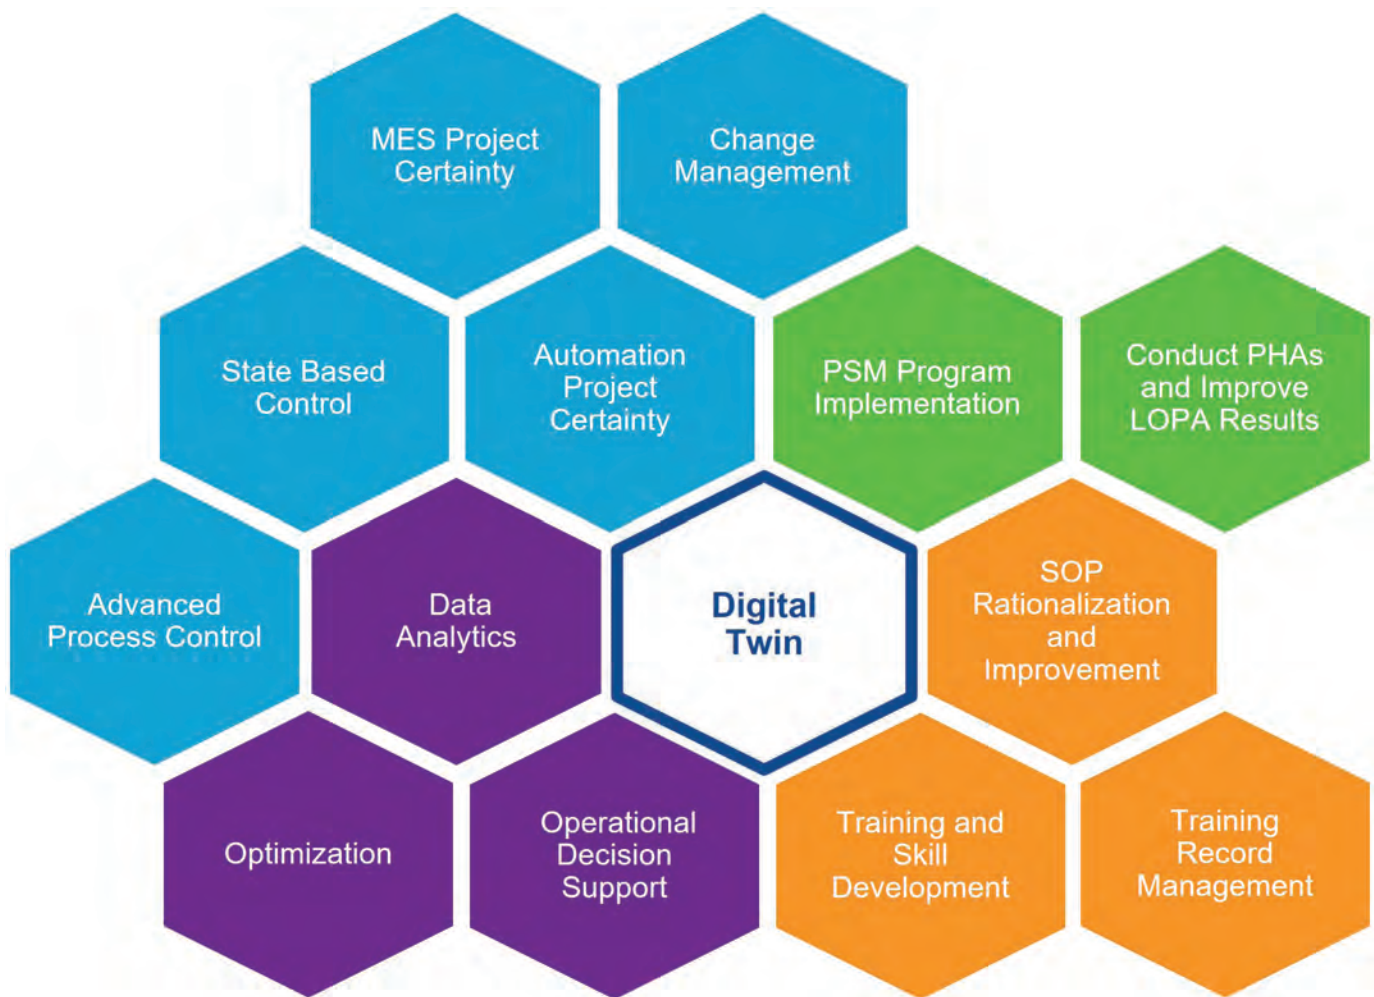 MES Project
Certainty
Change
Management
State Based
Control
Automation
Project
Certainty
PSM Program
Implementation
Conduct PHAs
and Improve
LOPA Results
Advanced
Process Control
Data
Analytics
Digital
Twin
SOP
Rationalization
and
Improvement
Optimization
Operational
Decision
Support
Training and
Skill
Development
Training
Record
Management